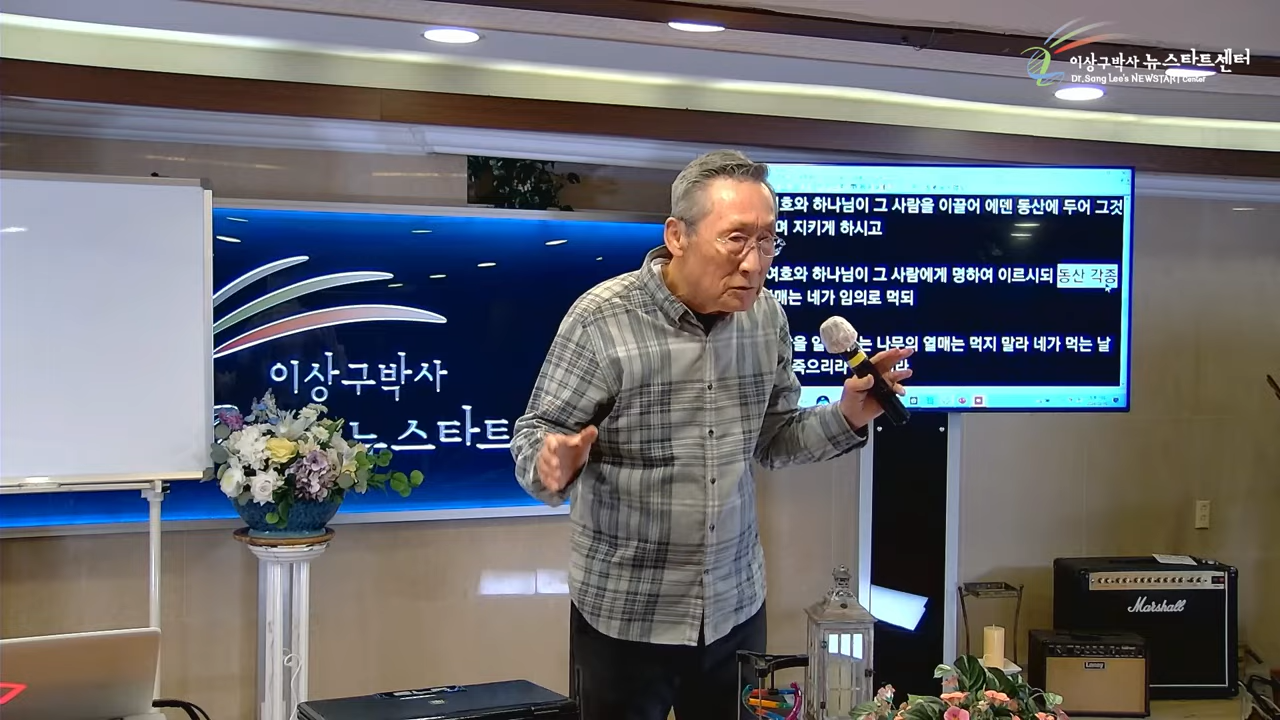 이상구박사 뉴스타트센터
Dr.Sang Lee's NEWSTART Center
호와 하나님이 그 사람을 이끌어 에덴 동산에 두어 그것
며 지키게 하시고
여호와 하나님이 그 사람에게 명하여 이르시되 동산 각종
매는 네가 임의로 먹되
는 나무의 열매는 먹지 말라 네가 먹는 날
죽으리라
이상구박사
뉴스타트
Marshall
Laney